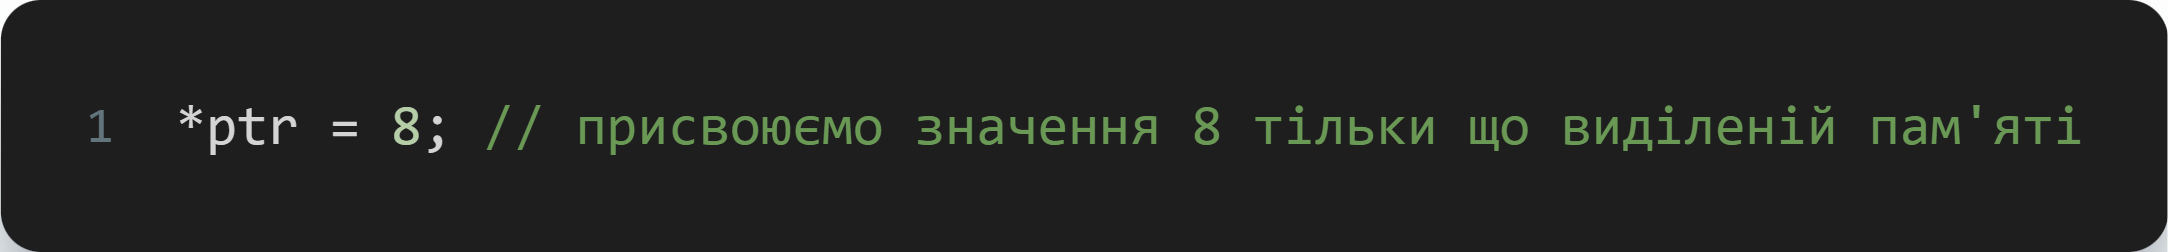 1 *ptr = 8; // присвоюємо значення 8 тільки що виділеній пам'яті